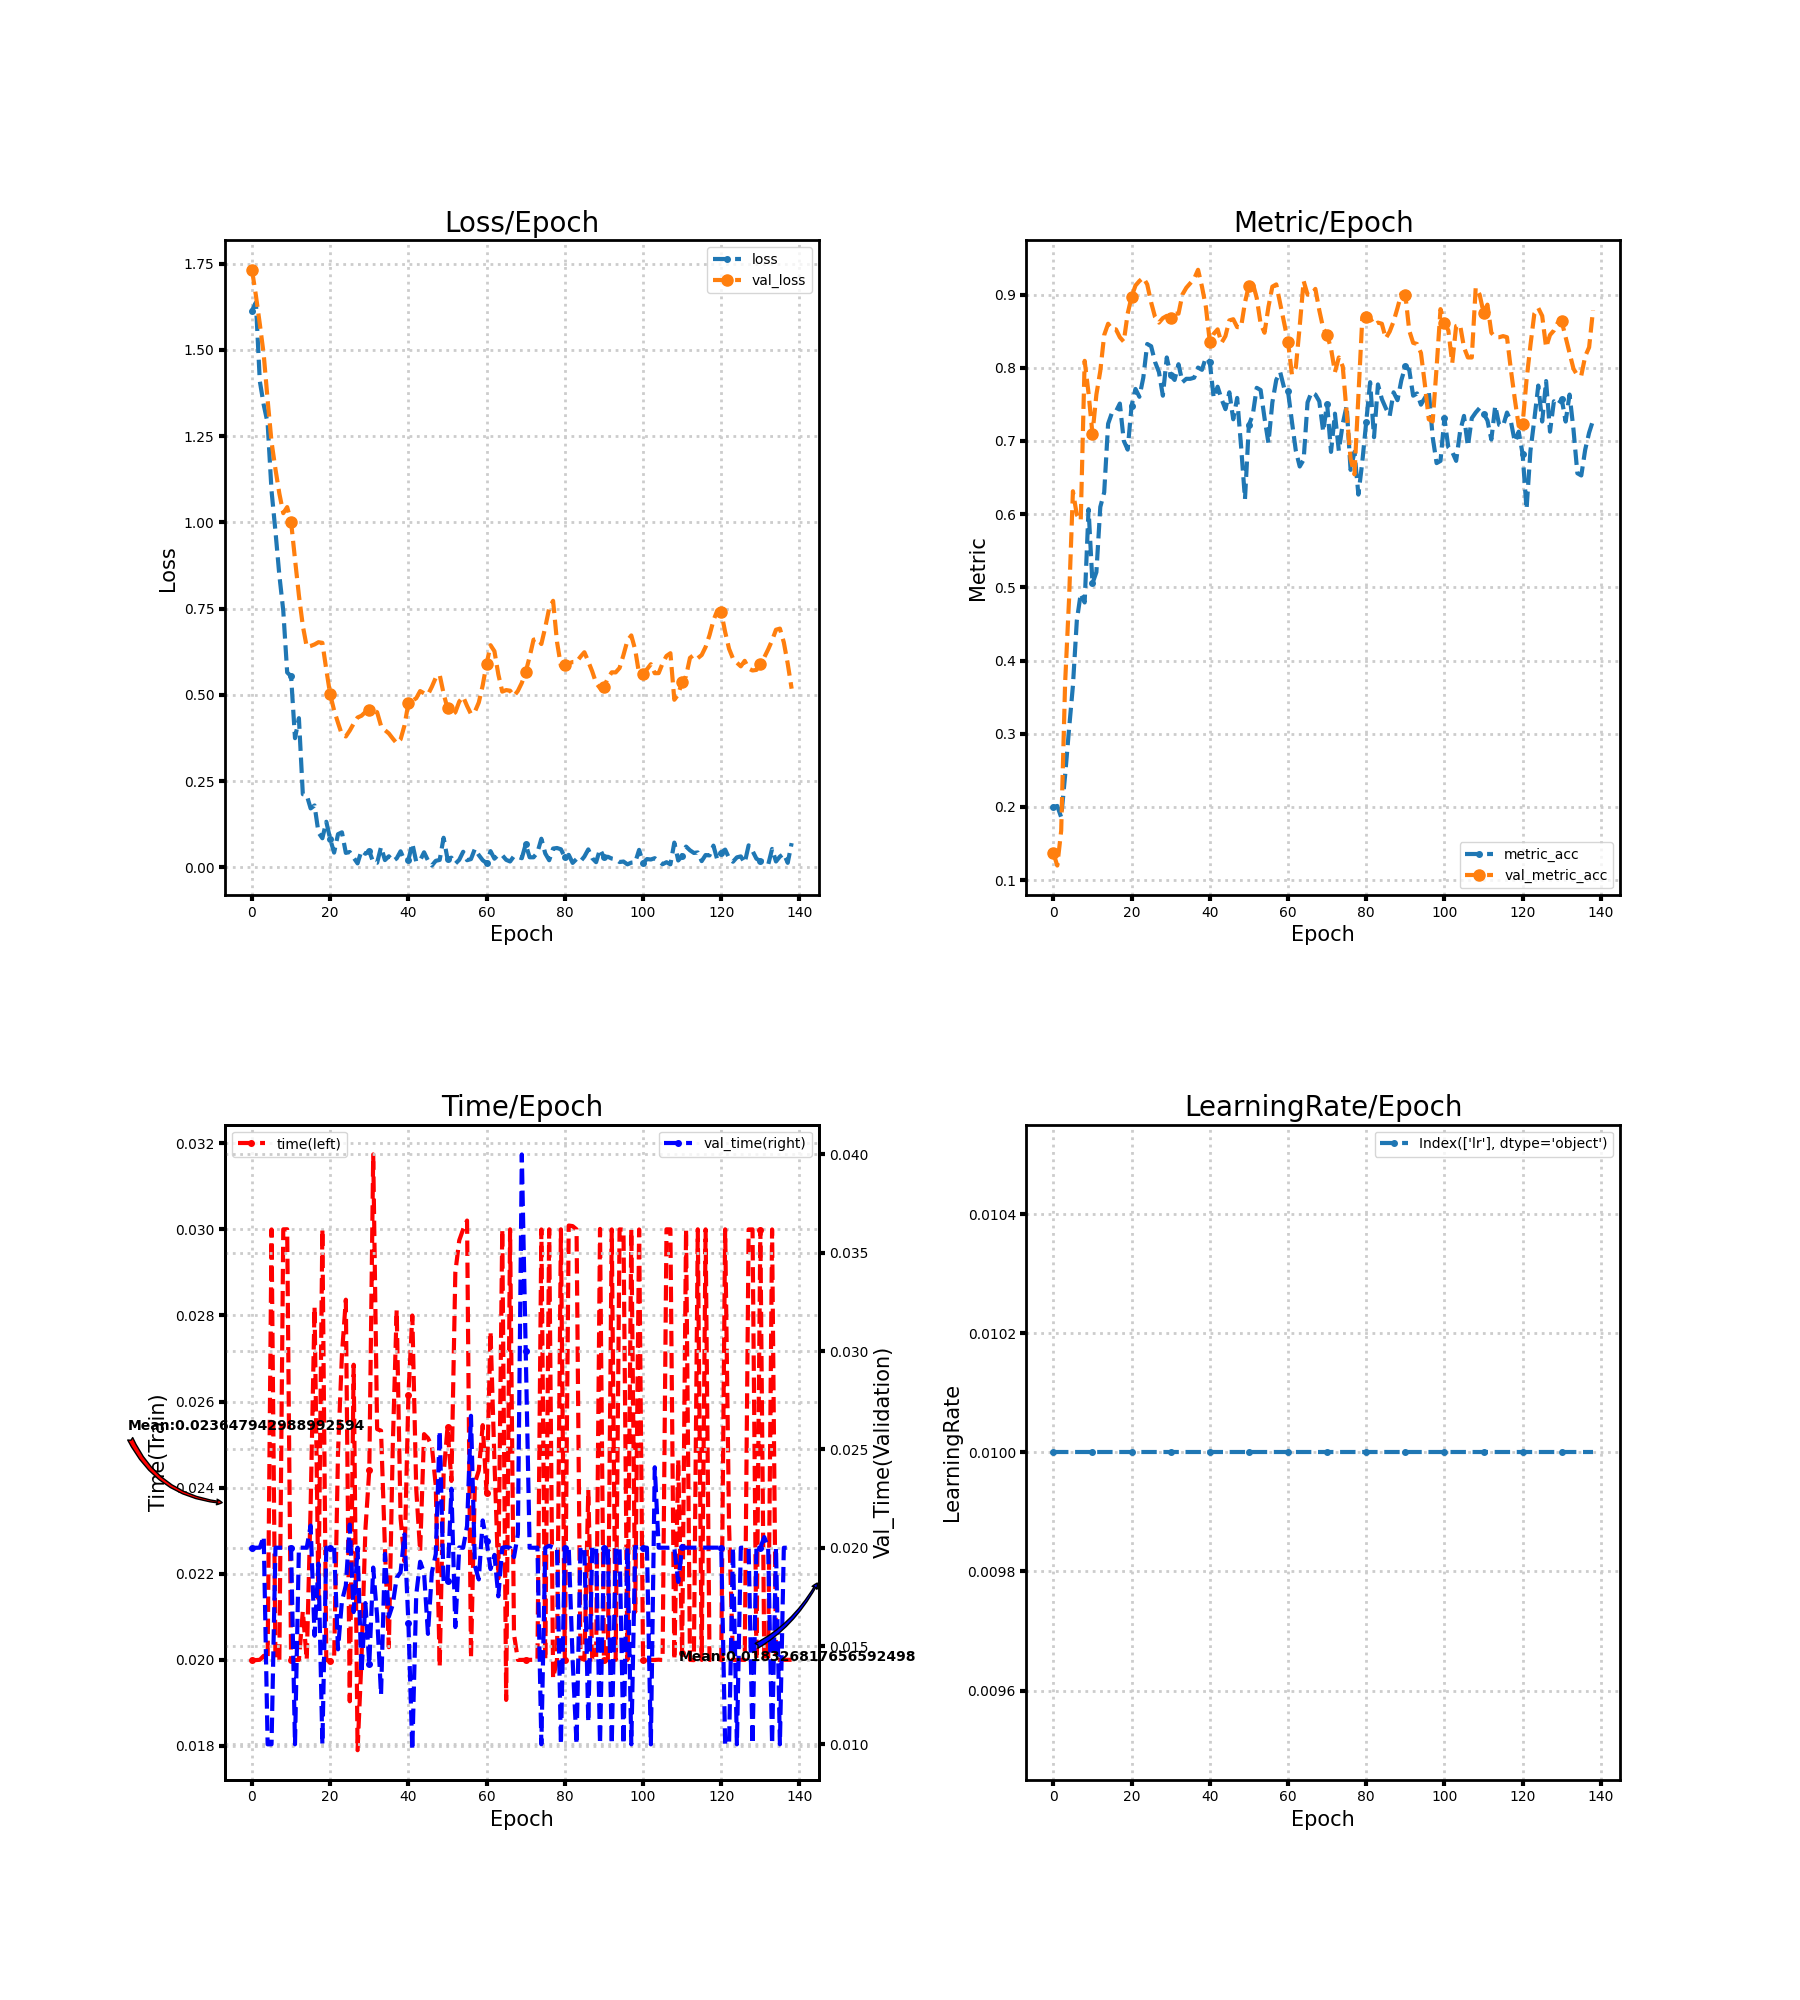 Loss/Epoch
1.75
1.50
1.25
1.00
0.75
0.50
0.25
0.00
Loss
loss
val_loss
0 20 40 60 80 100 120 140
Epoch
Metric/Epoch
0.9
0.8
0.7
0.6
0.5
0.4
0.3
0.2
0.1
Metric
metric_acc
val_metric_acc
0 20 40 60 80 100 120 140
Epoch
Time/Epoch
0.032
0.030
0.028
0.026
0.024
0.022
0.020
0.018
Time(Train)
time(left)
val_time(right)
Mean:0.023647942988992594
Mean:0.018326817656592498
0.040
0.035
0.030
0.025
0.020
0.015
0.010
Val_Time(Validation)
0 20 40 60 80 100 120 140
Epoch
LearningRate/Epoch
0.0104
0.0102
0.0100
0.0098
0.0096
LearningRate
Index(['lr'], dtype='object')
0 20 40 60 80 100 120 140
Epoch